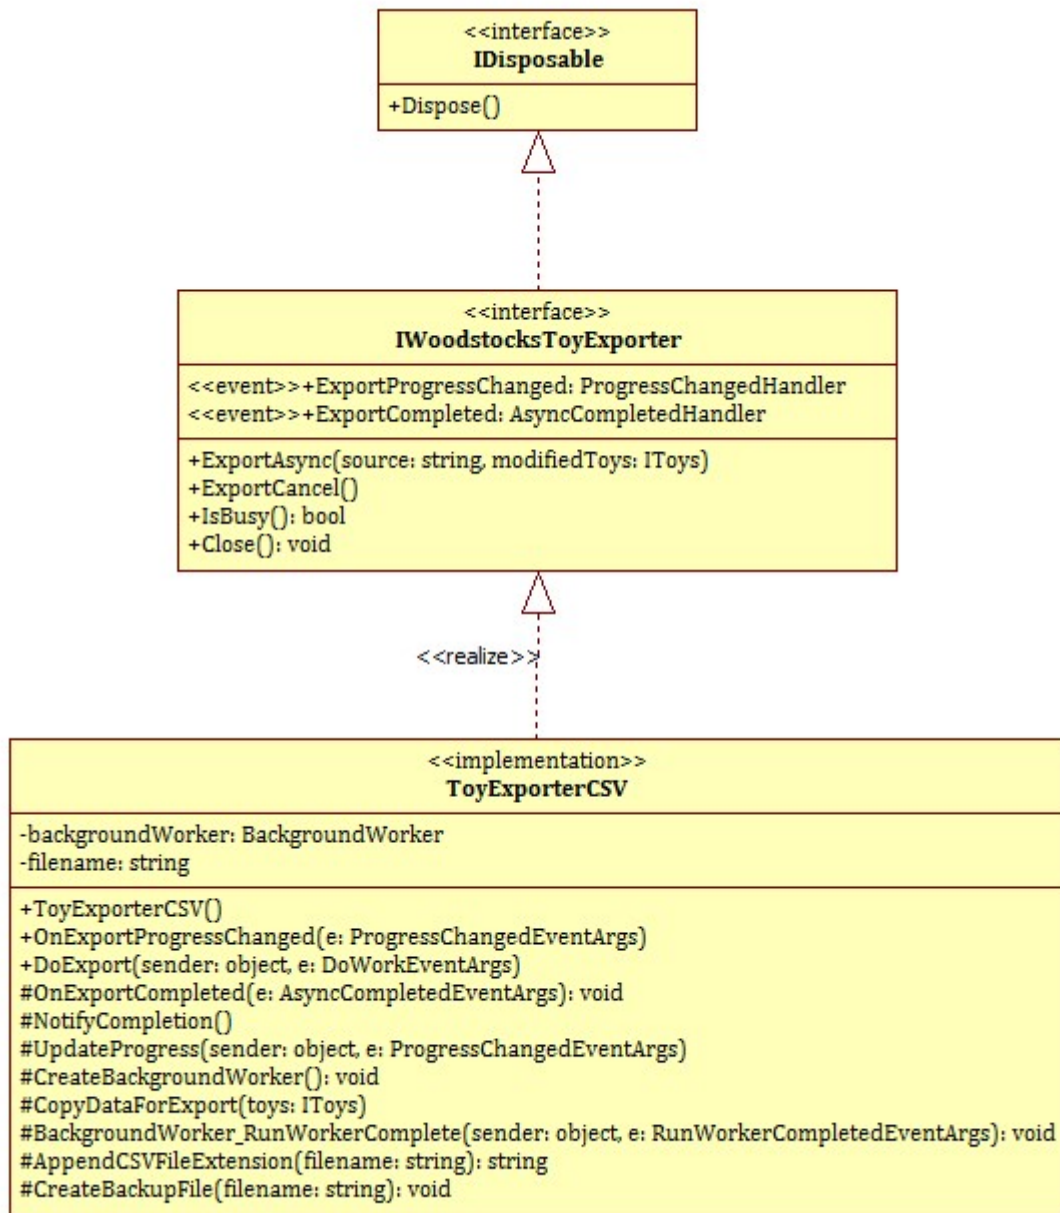 <<interface>>
IDisposable
+Dispose()
<<interface>>
IWoodstocksToyExporter
<<event>>+ExportProgressChanged: ProgressChangedHandler
<<event>>+ExportCompleted: AsyncCompletedHandler
+ExportAsync(source: string, modifiedToys: IToys)
+ExportCancel()
+IsBusy(): bool
+Close(): void
<<realize>>
<<implementation>>
ToyExporterCSV
-backgroundWorker: BackgroundWorker
-filename: string
+ToyExporterCSV()
+OnExportProgressChanged(e: ProgressChangedEventArgs)
+DoExport(sender: object, e: DoWorkEventArgs)
#OnExportCompleted(e: AsyncCompletedEventArgs): void
#NotifyCompletion()
#UpdateProgress(sender: object, e: ProgressChangedEventArgs)
#CreateBackgroundWorker(): void
#CopyDataForExport(toys: IToys)
#BackgroundWorker_RunWorkerComplete(sender: object, e: RunWorkerCompletedEventArgs): void
#AppendCSVFileExtension(filename: string): string
#CreateBackupFile(filename: string): void